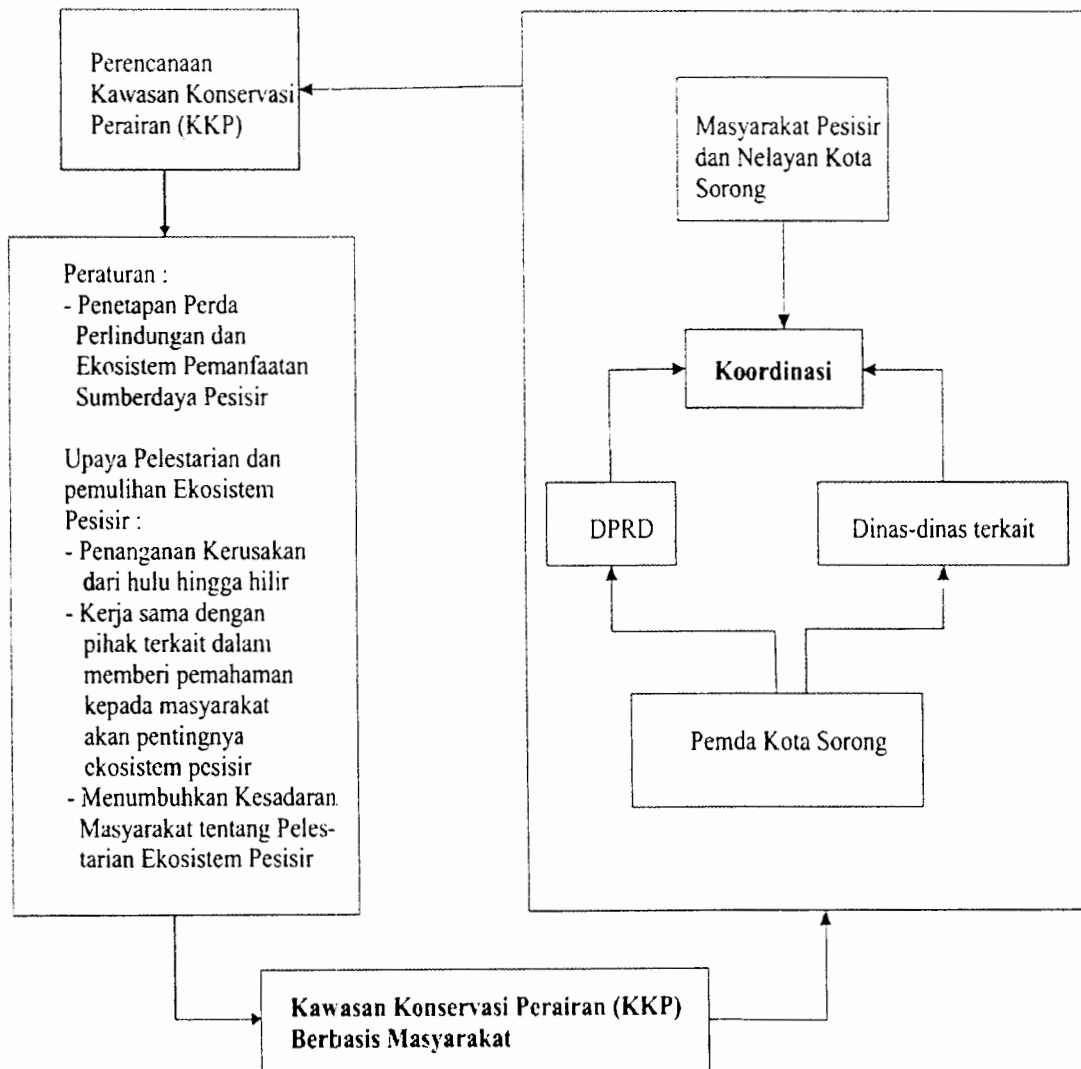 Perencanaan
Kawasan Konservasi
Perairan (KKP)
Masyarakat Pesisir
dan Nelayan Kota
Sorong
Peraturan :
- Penetapan Perda
Perlindungan dan
Ekosistem Pemanfaatan
Sumberdaya Pesisir
Upaya Pelestarian dan
pemulihan Ekosistem
Pesisir :
- Penanganan Kerusakan
dari hulu hingga hilir
- Kerja sama dengan
pihak terkait dalam
memberi pemahaman
kepada masyarakat
akan pentingnya
ekosistem pesisir
- Menumbuhkan Kesadaran
Masyarakat tentang Peles-
tarian Ekosistem Pesisir
Koordinasi
DPRD
Dinas-dinas terkait
Pemda Kota Sorong
Kawasan Konservasi Perairan (KKP)
Berbasis Masyarakat